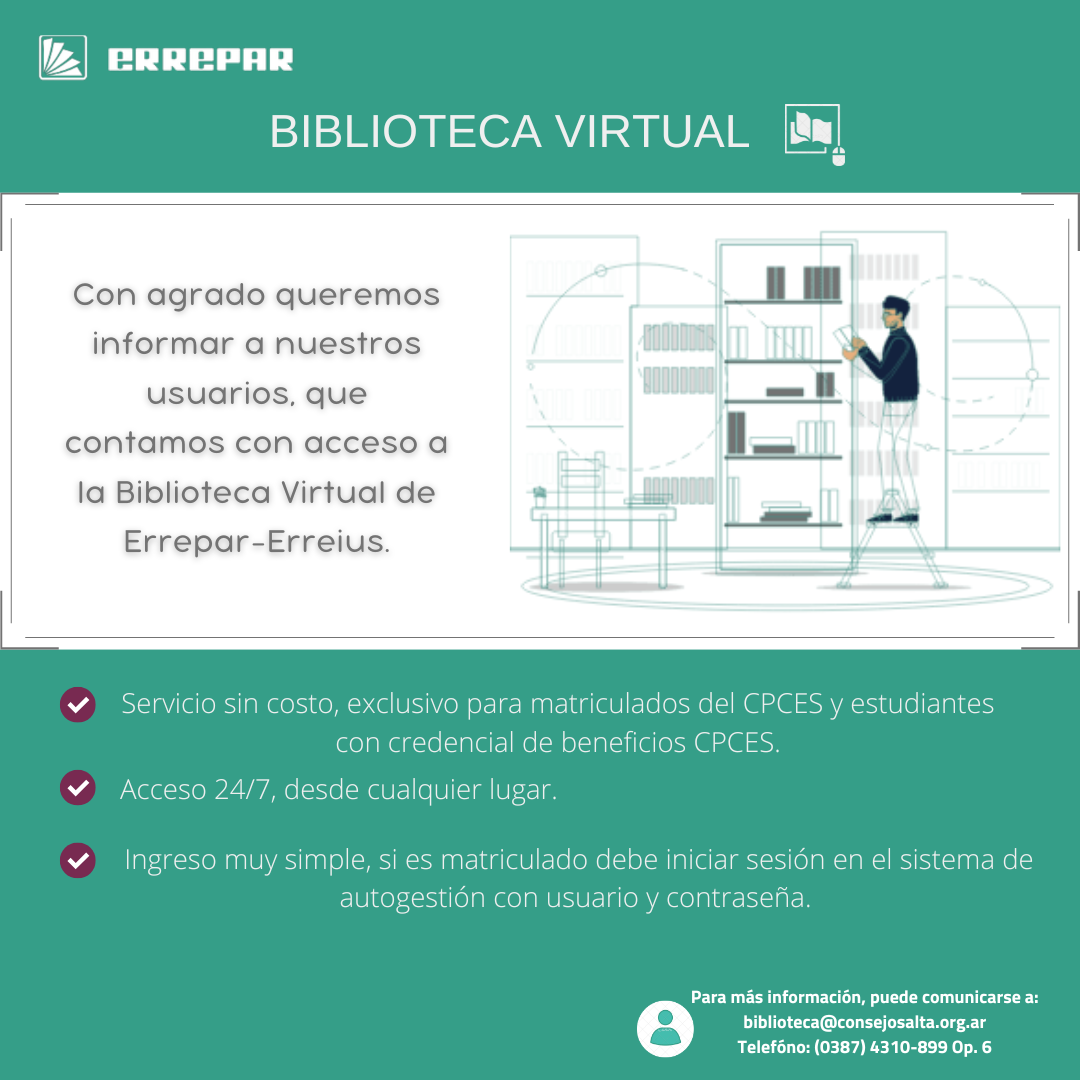 ERREPAR
BIBLIOTECA VIRTUAL
Con agrado queremos
informar a nuestros
usuarios, que
contamos con acceso a
la Biblioteca Virtual de
Errepar-Erreius.
Servicio sin costo, exclusivo para matriculados del CPCES y estudiantes
con credencial de beneficios CPCES.
Acceso 24/7, desde cualquier lugar.
Ingreso muy simple, si es matriculado debe iniciar sesión en el sistema de
autogestión con usuario y contraseña.
Para más información, puede comunicarse a:
biblioteca@consejosalta.org.ar
Telefóno: (0387) 4310-899 Op. 6